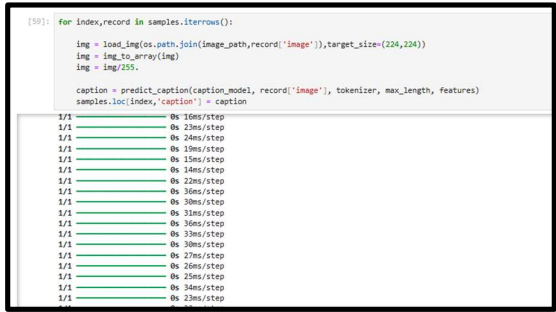 [59]: for index,record in samples.iterrows():
img = load_img(os.path.join(image_path,record['image']),target_size=(224,224))
img = img_to_array(img)
img = img/255.
caption = predict_caption(caption_model, record['image'], tokenizer, max_length, features)
samples.loc[index,'caption'] = caption
1/1 0s 16ms/step
1/1 0s 23ms/step
1/1 0s 24ms/step
1/1 0s 19ms/step
1/1 0s 15ms/step
1/1 0s 14ms/step
1/1 0s 22ms/step
1/1 0s 36ms/step
1/1 0s 30ms/step
1/1 0s 31ms/step
1/1 0s 36ms/step
1/1 0s 33ms/step
1/1 0s 30ms/step
1/1 0s 27ms/step
1/1 0s 26ms/step
1/1 0s 25ms/step
1/1 0s 34ms/step
1/1 0s 23ms/step